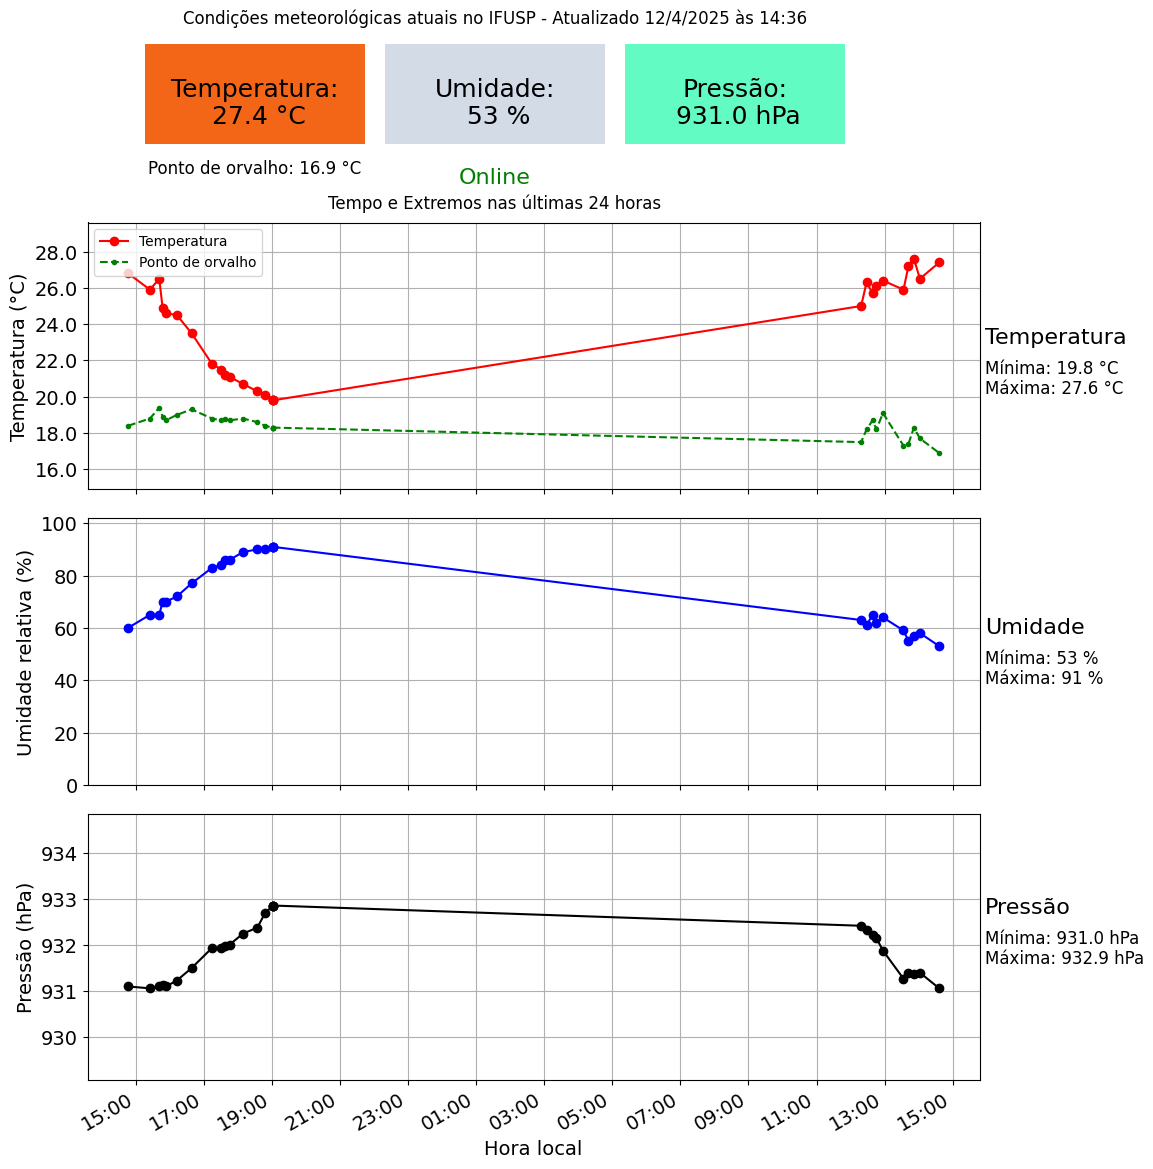 Condições meteorológicas atuais no IFUSP - Atualizado 12/4/2025 às 14:36
Temperatura:
27.4 °C
Umidade:
53 %
Pressão:
931.0 hPa
Ponto de orvalho: 16.9 °C
Online
Tempo e Extremos nas últimas 24 horas
Temperatura
Ponto de orvalho
Temperatura (°C)
28.0
26.0
24.0
22.0
20.0
18.0
16.0
Temperatura
Mínima: 19.8 °C
Máxima: 27.6 °C
Umidade relativa (%)
100
80
60
40
20
0
Umidade
Mínima: 53 %
Máxima: 91 %
Pressão (hPa)
934
933
932
931
930
Pressão
Mínima: 931.0 hPa
Máxima: 932.9 hPa
15:00 17:00 19:00 21:00 23:00 01:00 03:00 05:00 07:00 09:00 11:00 13:00 15:00
Hora local